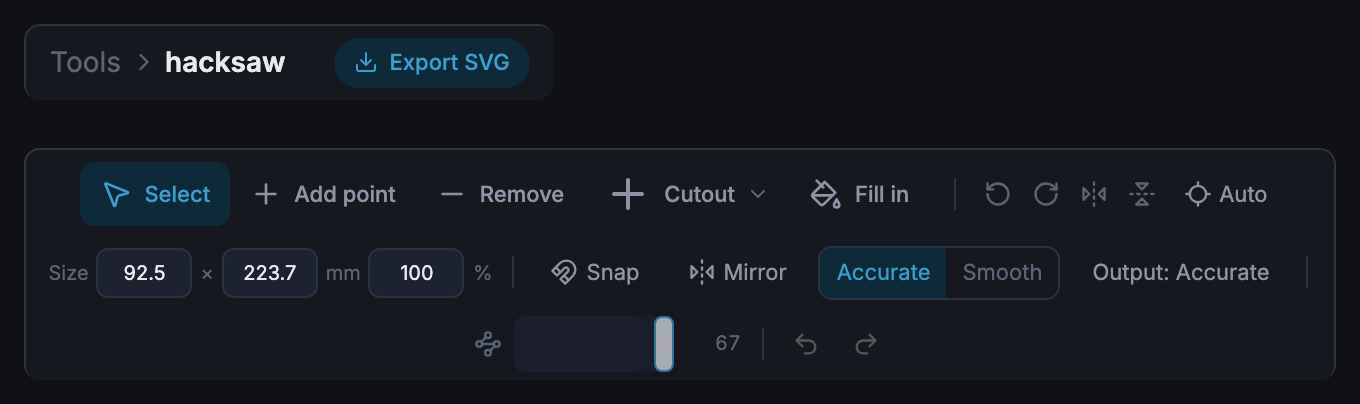 Tools > hacksaw Export SVG
Select Add point Remove Cutout Fill in Auto
Size 92.5 × 223.7 mm 100 % Snap Mirror Accurate Smooth Output: Accurate
67